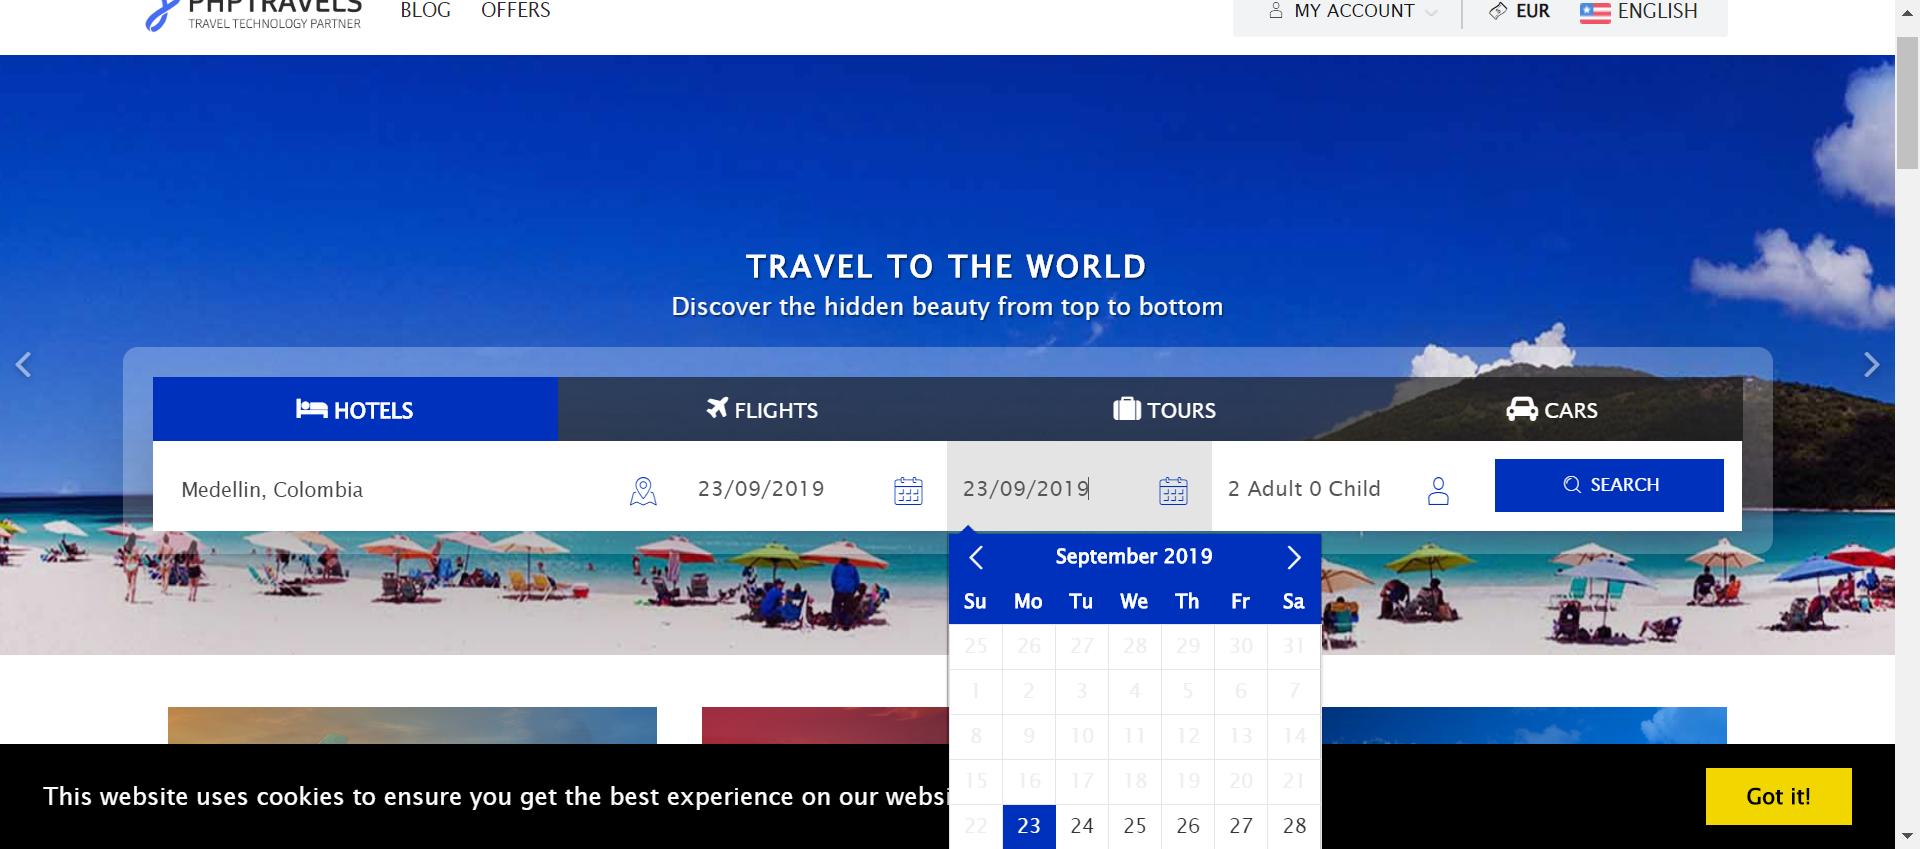 PHPTRAVELS
TRAVEL TECHNOLOGY PARTNER
BLOG OFFERS
MY ACCOUNT EUR ENGLISH
TRAVEL TO THE WORLD
Discover the hidden beauty from top to bottom
HOTELS FLIGHTS TOURS CARS
Medellin, Colombia 23/09/2019 23/09/2019 2 Adult 0 Child SEARCH
September 2019
Su Mo Tu We Th Fr Sa
25 26 27 28 29 30 31
1 2 3 4 5 6 7
8 9 10 11 12 13 14
15 16 17 18 19 20 21
22 23 24 25 26 27 28
This website uses cookies to ensure you get the best experience on our websi
Got it!